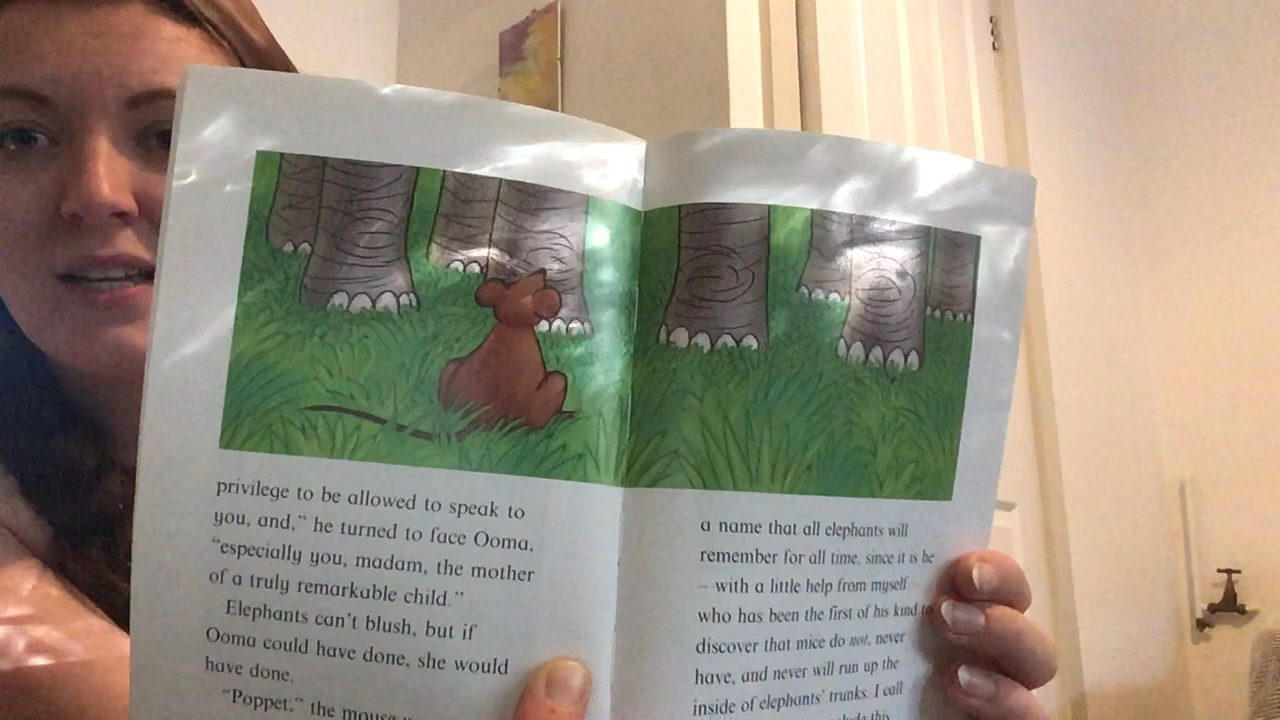 privilege to be allowed to speak to
you, and,” he turned to face Ooma,
“especially you, madam, the mother
of a truly remarkable child.”
Elephants can't blush, but if
Ooma could have done, she would
have done.
“Poppet,” the mouse
a name that all elephants will
remember for all time, since it is he
– with a little help from myself –
who has been the first of his kind to
discover that mice do not, never
have, and never will run up the
inside of elephants' trunks. I call
this